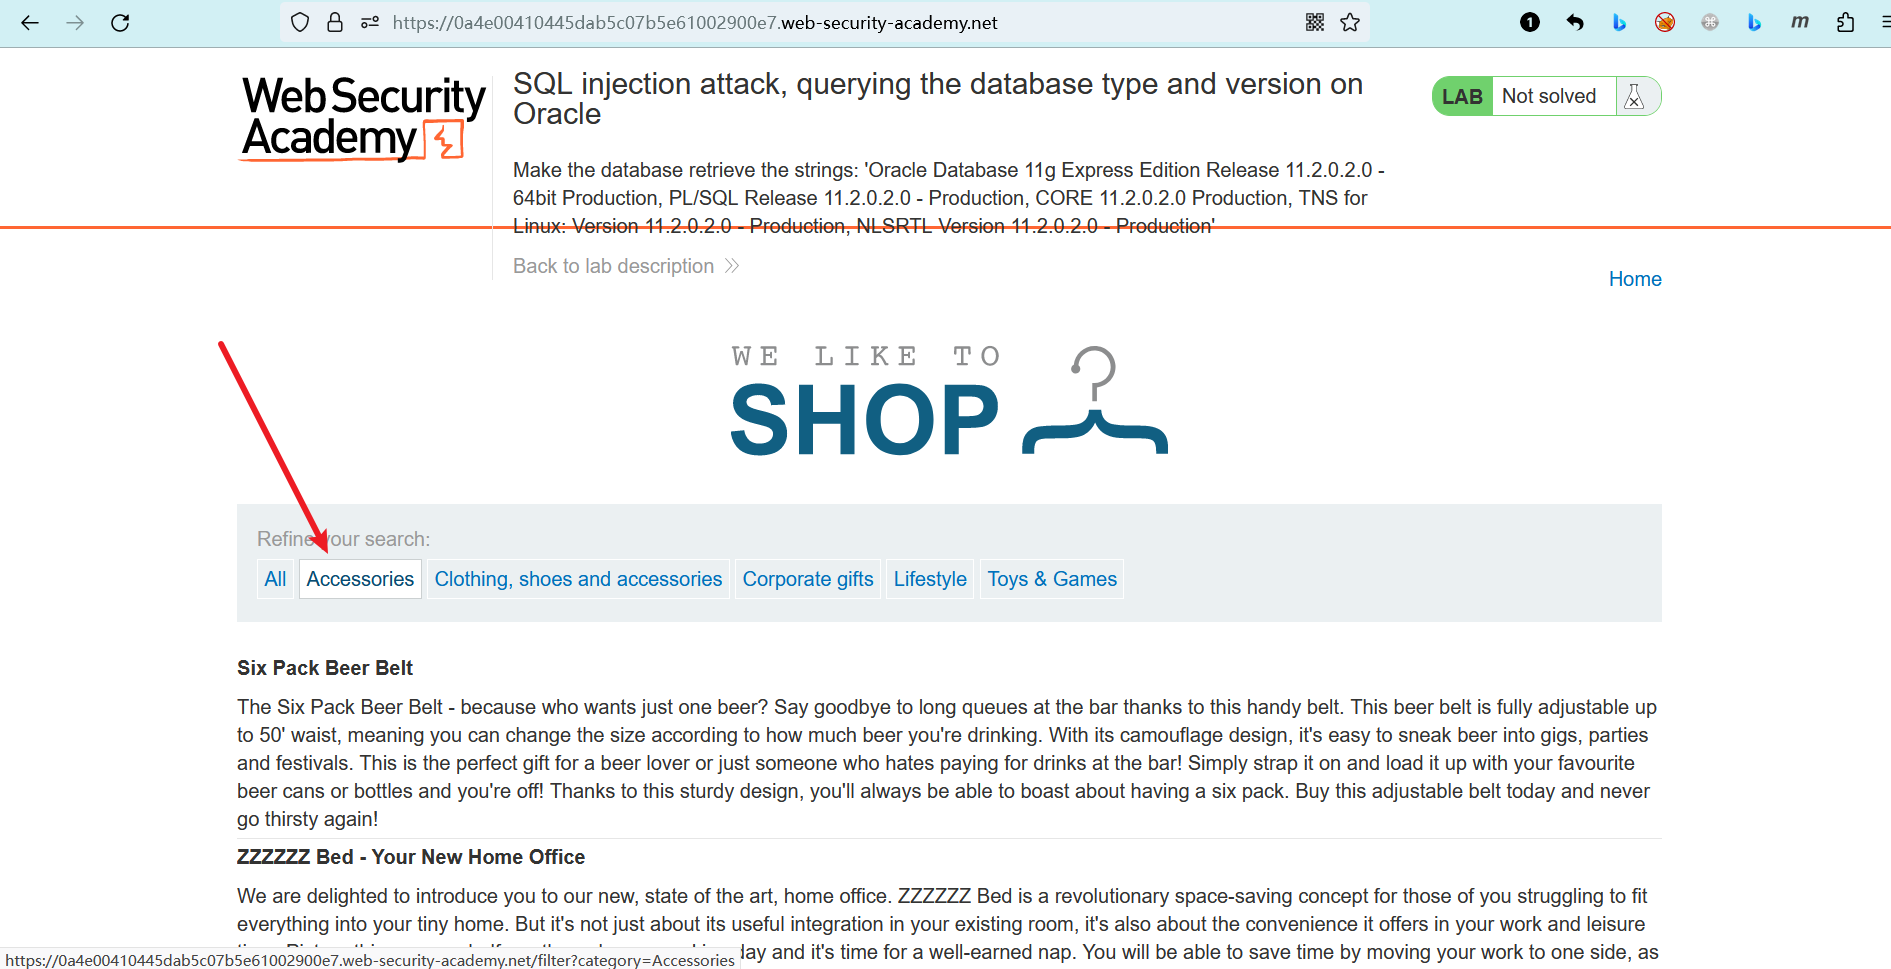 https://0a4e00410445dab5c07b5e61002900e7.web-security-academy.net
Web Security
Academy
SQL injection attack, querying the database type and version on
Oracle
LAB Not solved
Make the database retrieve the strings: 'Oracle Database 11g Express Edition Release 11.2.0.2.0 -
64bit Production, PL/SQL Release 11.2.0.2.0 - Production, CORE 11.2.0.2.0 Production, TNS for
Linux: Version 11.2.0.2.0 - Production, NLSRTL Version 11.2.0.2.0 - Production'
Back to lab description
Home
WE LIKE TO
SHOP
Refine your search:
All Accessories Clothing, shoes and accessories Corporate gifts Lifestyle Toys & Games
Six Pack Beer Belt
The Six Pack Beer Belt - because who wants just one beer? Say goodbye to long queues at the bar thanks to this handy belt. This beer belt is fully adjustable up
to 50' waist, meaning you can change the size according to how much beer you're drinking. With its camouflage design, it's easy to sneak beer into gigs, parties
and festivals. This is the perfect gift for a beer lover or just someone who hates paying for drinks at the bar! Simply strap it on and load it up with your favourite
beer cans or bottles and you're off! Thanks to this sturdy design, you'll always be able to boast about having a six pack. Buy this adjustable belt today and never
go thirsty again!
ZZZZZZ Bed - Your New Home Office
We are delighted to introduce you to our new, state of the art, home office. ZZZZZZ Bed is a revolutionary space-saving concept for those of you struggling to fit
everything into your tiny home. But it's not just about its useful integration in your existing room, it's also about the convenience it offers in your work and leisure
day and it's time for a well-earned nap. You will be able to save time by moving your work to one side, as
https://0a4e00410445dab5c07b5e61002900e7.web-security-academy.net/filter?category=Accessories